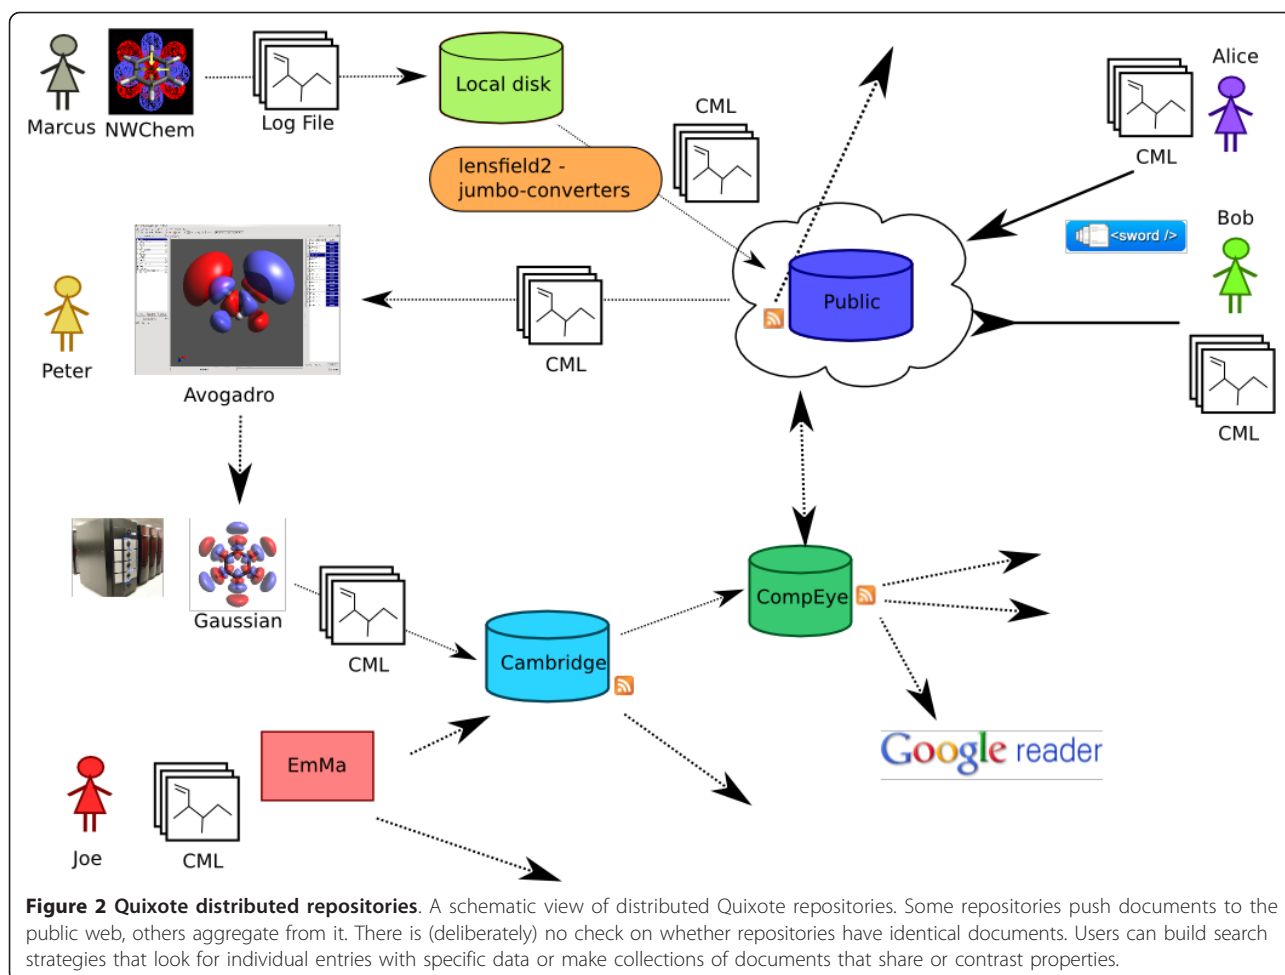 Marcus
NWChem
Log File
Local disk
CML
Alice
CML
lensfield2 -
jumbo-converters
<sword />
Bob
Public
Peter
Avogadro
CML
CML
Gaussian
CML
Cambridge
CompEye
Google reader
EmMa
Joe
CML
Figure 2 Quixote distributed repositories. A schematic view of distributed Quixote repositories. Some repositories push documents to the
public web, others aggregate from it. There is (deliberately) no check on whether repositories have identical documents. Users can build search
strategies that look for individual entries with specific data or make collections of documents that share or contrast properties.